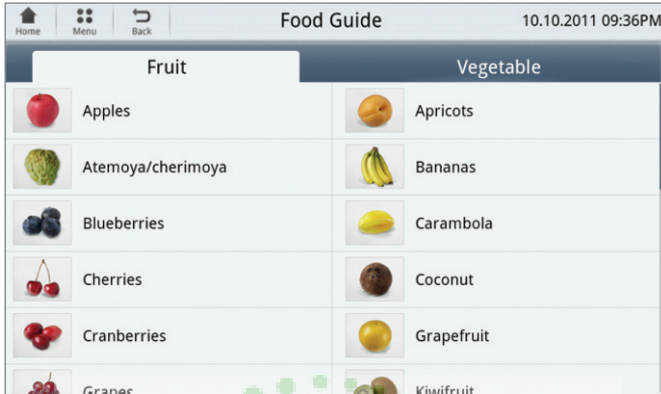 Food Guide 10.10.2011 09:36PM
Home Menu Back
Fruit Vegetable
Apples Apricots
Atemoya/cherimoya Bananas
Blueberries Carambola
Cherries Coconut
Cranberries Grapefruit
Grapes Kiwifruit